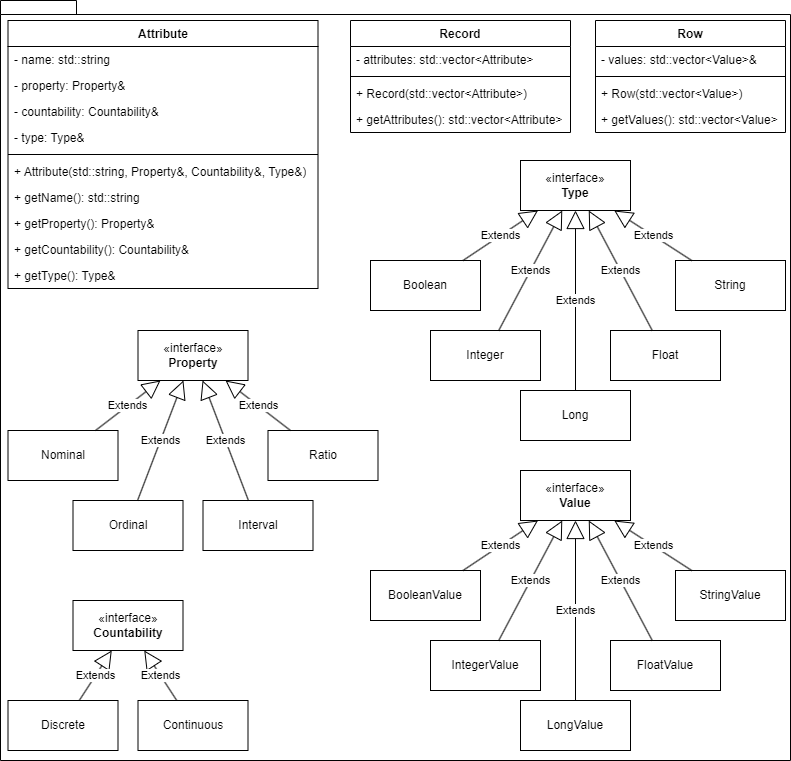 Attribute
- name: std::string
- property: Property&
- countability: Countability&
- type: Type&
+ Attribute(std::string, Property&, Countability&, Type&)
+ getName(): std::string
+ getProperty(): Property&
+ getCountability(): Countability&
+ getType(): Type&
Record
- attributes: std::vector<Attribute>
+ Record(std::vector<Attribute>)
+ getAttributes(): std::vector<Attribute>
Row
- values: std::vector<Value>&
+ Row(std::vector<Value>)
+ getValues(): std::vector<Value>
«interface»
Type
Extends
Extends
Extends
Extends
Extends
Boolean
String
Integer
Float
Long
«interface»
Property
Extends
Extends
Extends
Extends
Nominal
Ratio
Ordinal
Interval
«interface»
Value
Extends
Extends
Extends
Extends
Extends
BooleanValue
StringValue
IntegerValue
FloatValue
LongValue
«interface»
Countability
Extends
Extends
Discrete
Continuous